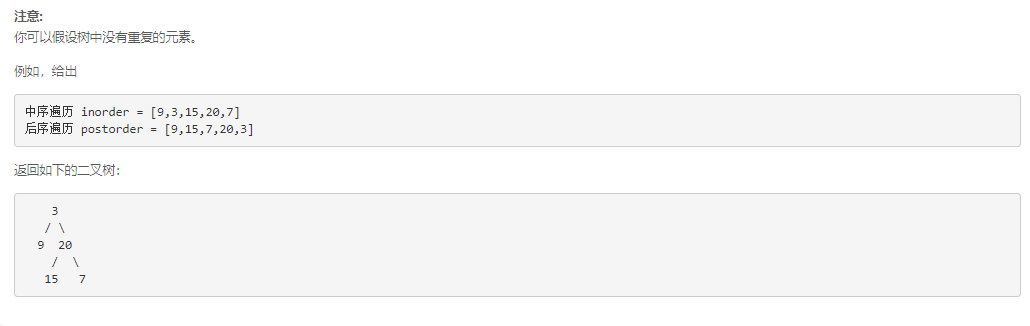 注意:
你可以假设树中没有重复的元素。
例如，给出
中序遍历 inorder = [9,3,15,20,7]
后序遍历 postorder = [9,15,7,20,3]
返回如下的二叉树：
    3
   / \
  9  20
    /  \
   15   7